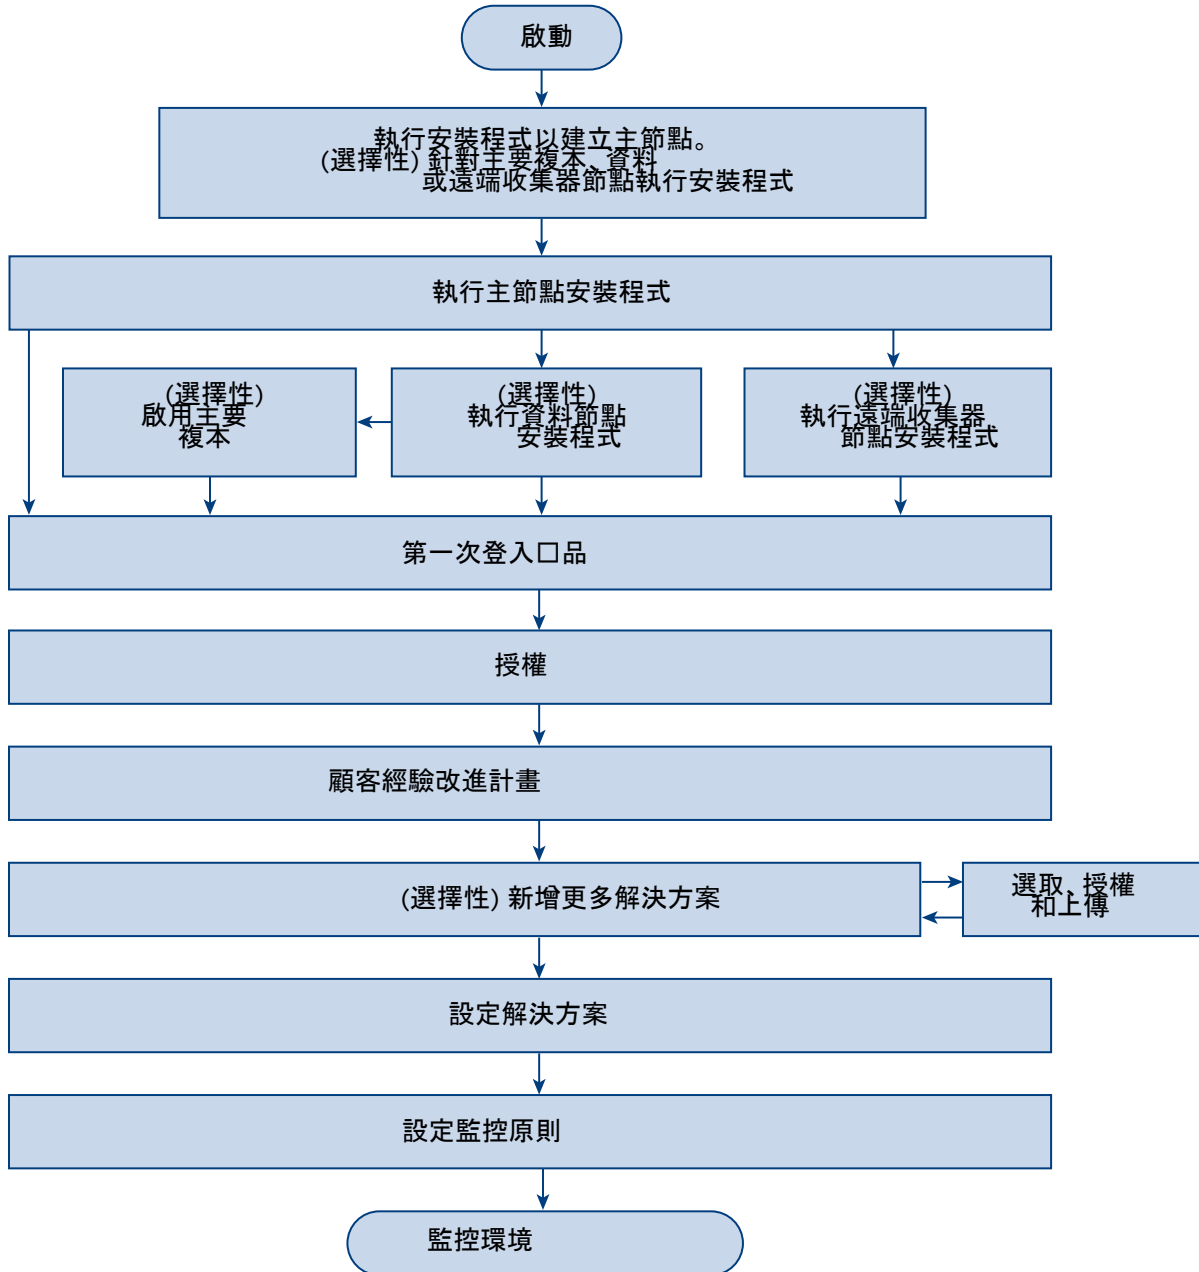 啟動
執行安裝程式以建立主節點。
(選擇性) 針對主要複本、資料
或遠端收集器節點執行安裝程式
執行主節點安裝程式
(選擇性)
啟用主要
複本
(選擇性)
執行資料節點
安裝程式
(選擇性)
執行遠端收集器
節點安裝程式
第一次登入□品
授權
顧客經驗改進計畫
(選擇性) 新增更多解決方案
選取、授權
和上傳
設定解決方案
設定監控原則
監控環境